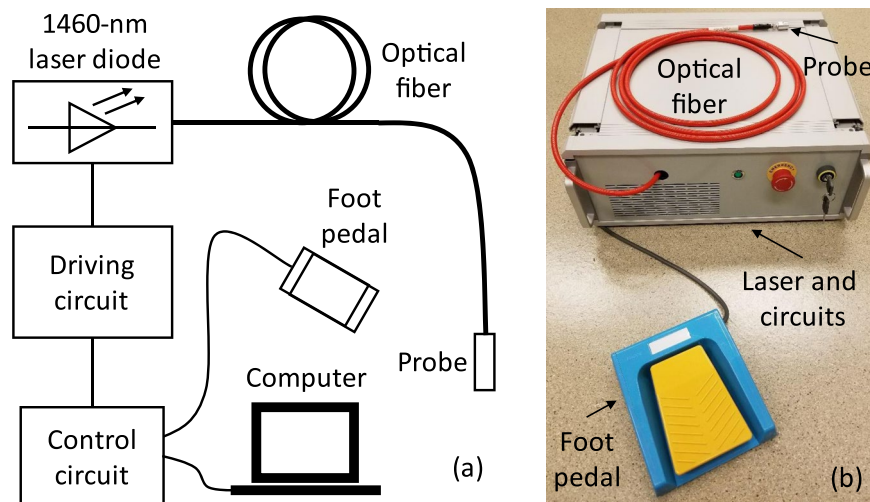 1460-nm
laser diode
Optical
fiber
Foot
pedal
Driving
circuit
Probe
Computer
Control
circuit
(a)
Probe
Optical
fiber
Laser and
circuits
Foot
pedal
(b)